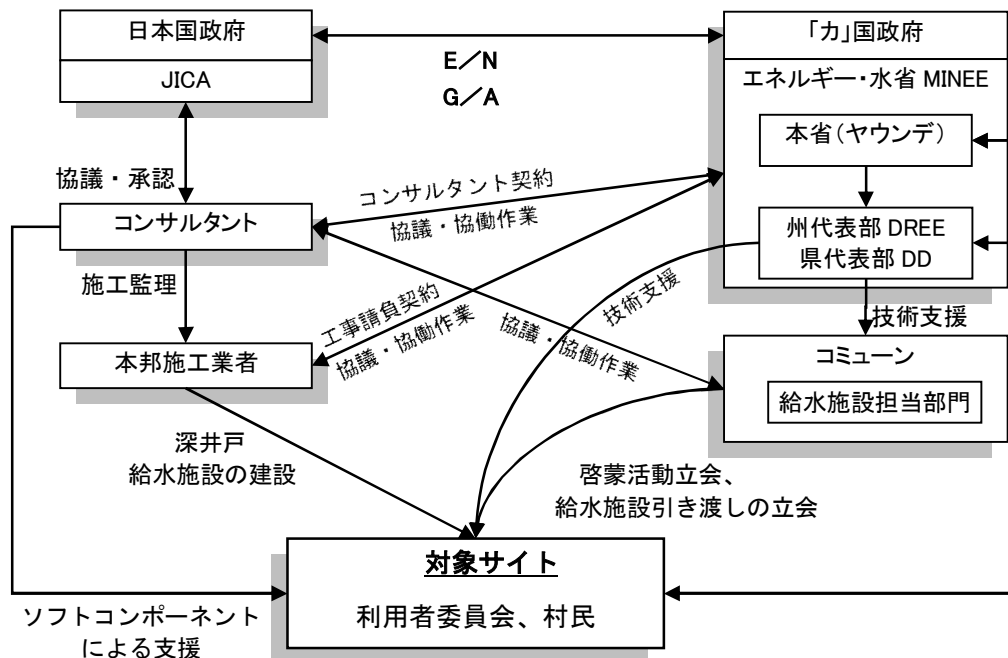 日本国政府
JICA
E／N
G／A
「カ」国政府
エネルギー・水省 MINEE
本省（ヤウンデ）
州代表部 DREE
県代表部 DD
協議・承認
コンサルタント
コンサルタント契約
協議・協働作業
施工監理
本邦施工業者
工事請負契約
協議・協働作業
技術支援
協議・協働作業
技術支援
コミューン
給水施設担当部門
深井戸
給水施設の建設
啓蒙活動立会、
給水施設引き渡しの立会
対象サイト
利用者委員会、村民
ソフトコンポーネント
による支援